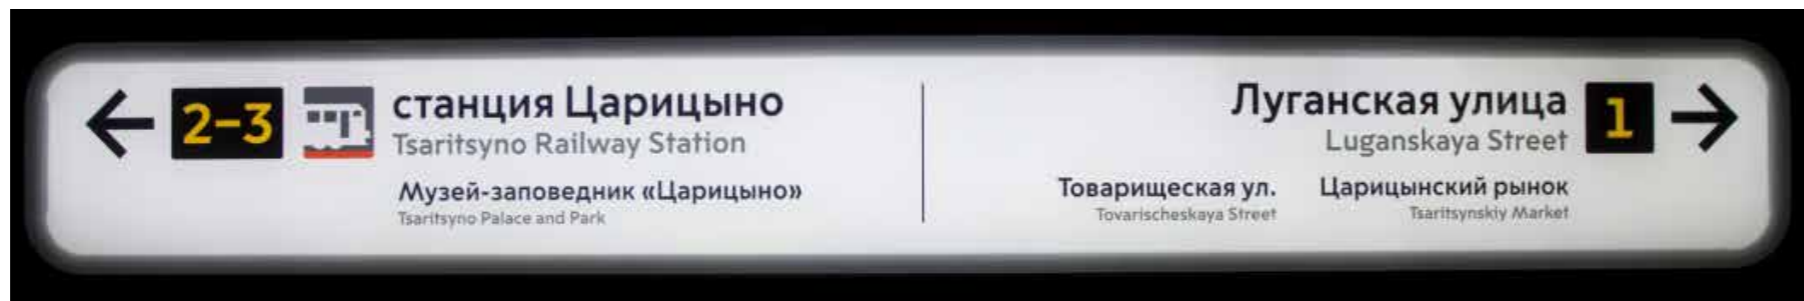 ← 2-3 станция Царицыно
Tsaritsyno Railway Station
Музей-заповедник «Царицыно»
Tsaritsyno Palace and Park
Луганская улица 1 →
Luganskaya Street
Товарищеская ул.
Tovarischeskaya Street
Царицынский рынок
Tsaritsynskiy Market